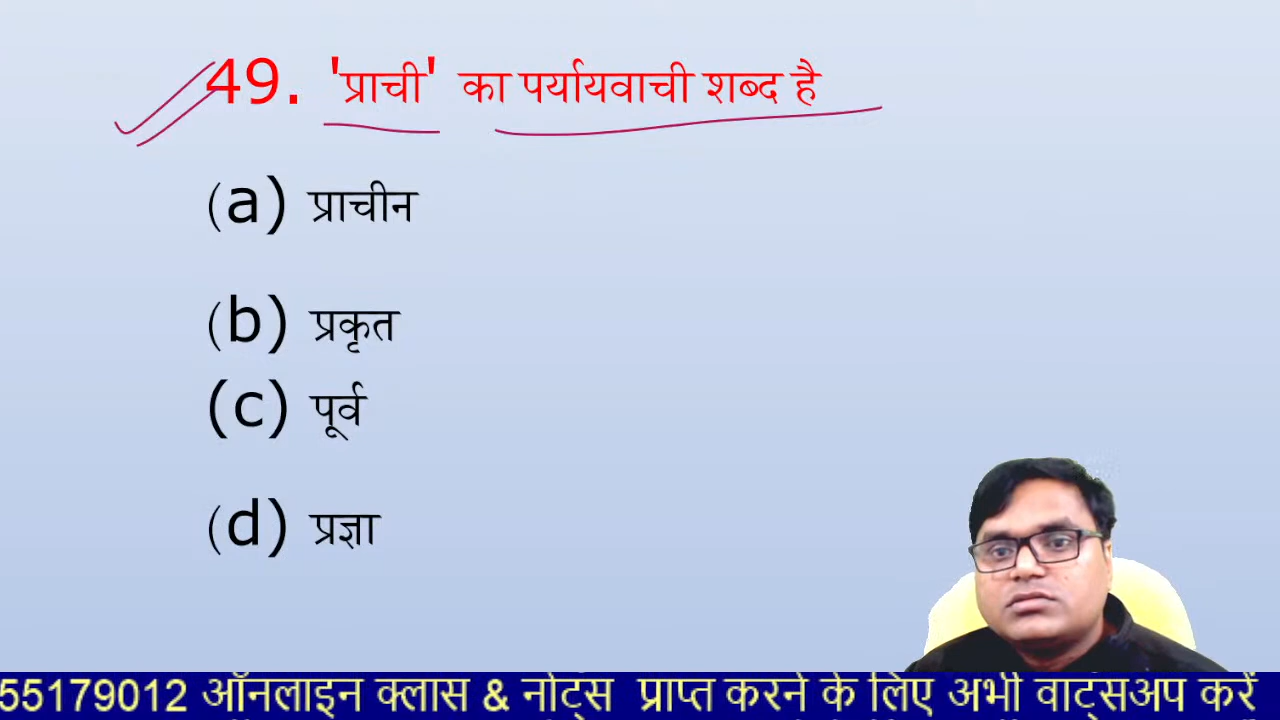 49. 'प्राची' का पर्यायवाची शब्द है
(a) प्राचीन
(b) प्रकृत
(c) पूर्व
(d) प्रज्ञा
55179012 ऑनलाइन क्लास & नोट्स प्राप्त करने के लिए अभी वाट्सअप करें